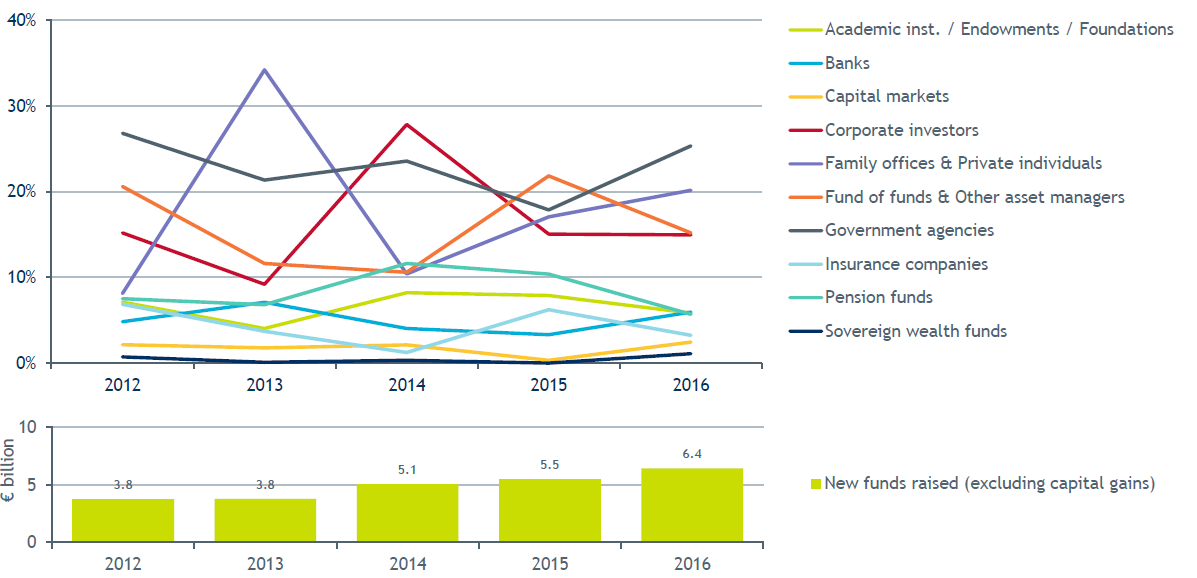 40%
30%
20%
10%
0%
2012 2013 2014 2015 2016
Academic inst. / Endowments / Foundations
Banks
Capital markets
Corporate investors
Family offices & Private individuals
Fund of funds & Other asset managers
Government agencies
Insurance companies
Pension funds
Sovereign wealth funds
€ billion
10
5
0
3.8 3.8 5.1 5.5 6.4
2012 2013 2014 2015 2016
New funds raised (excluding capital gains)